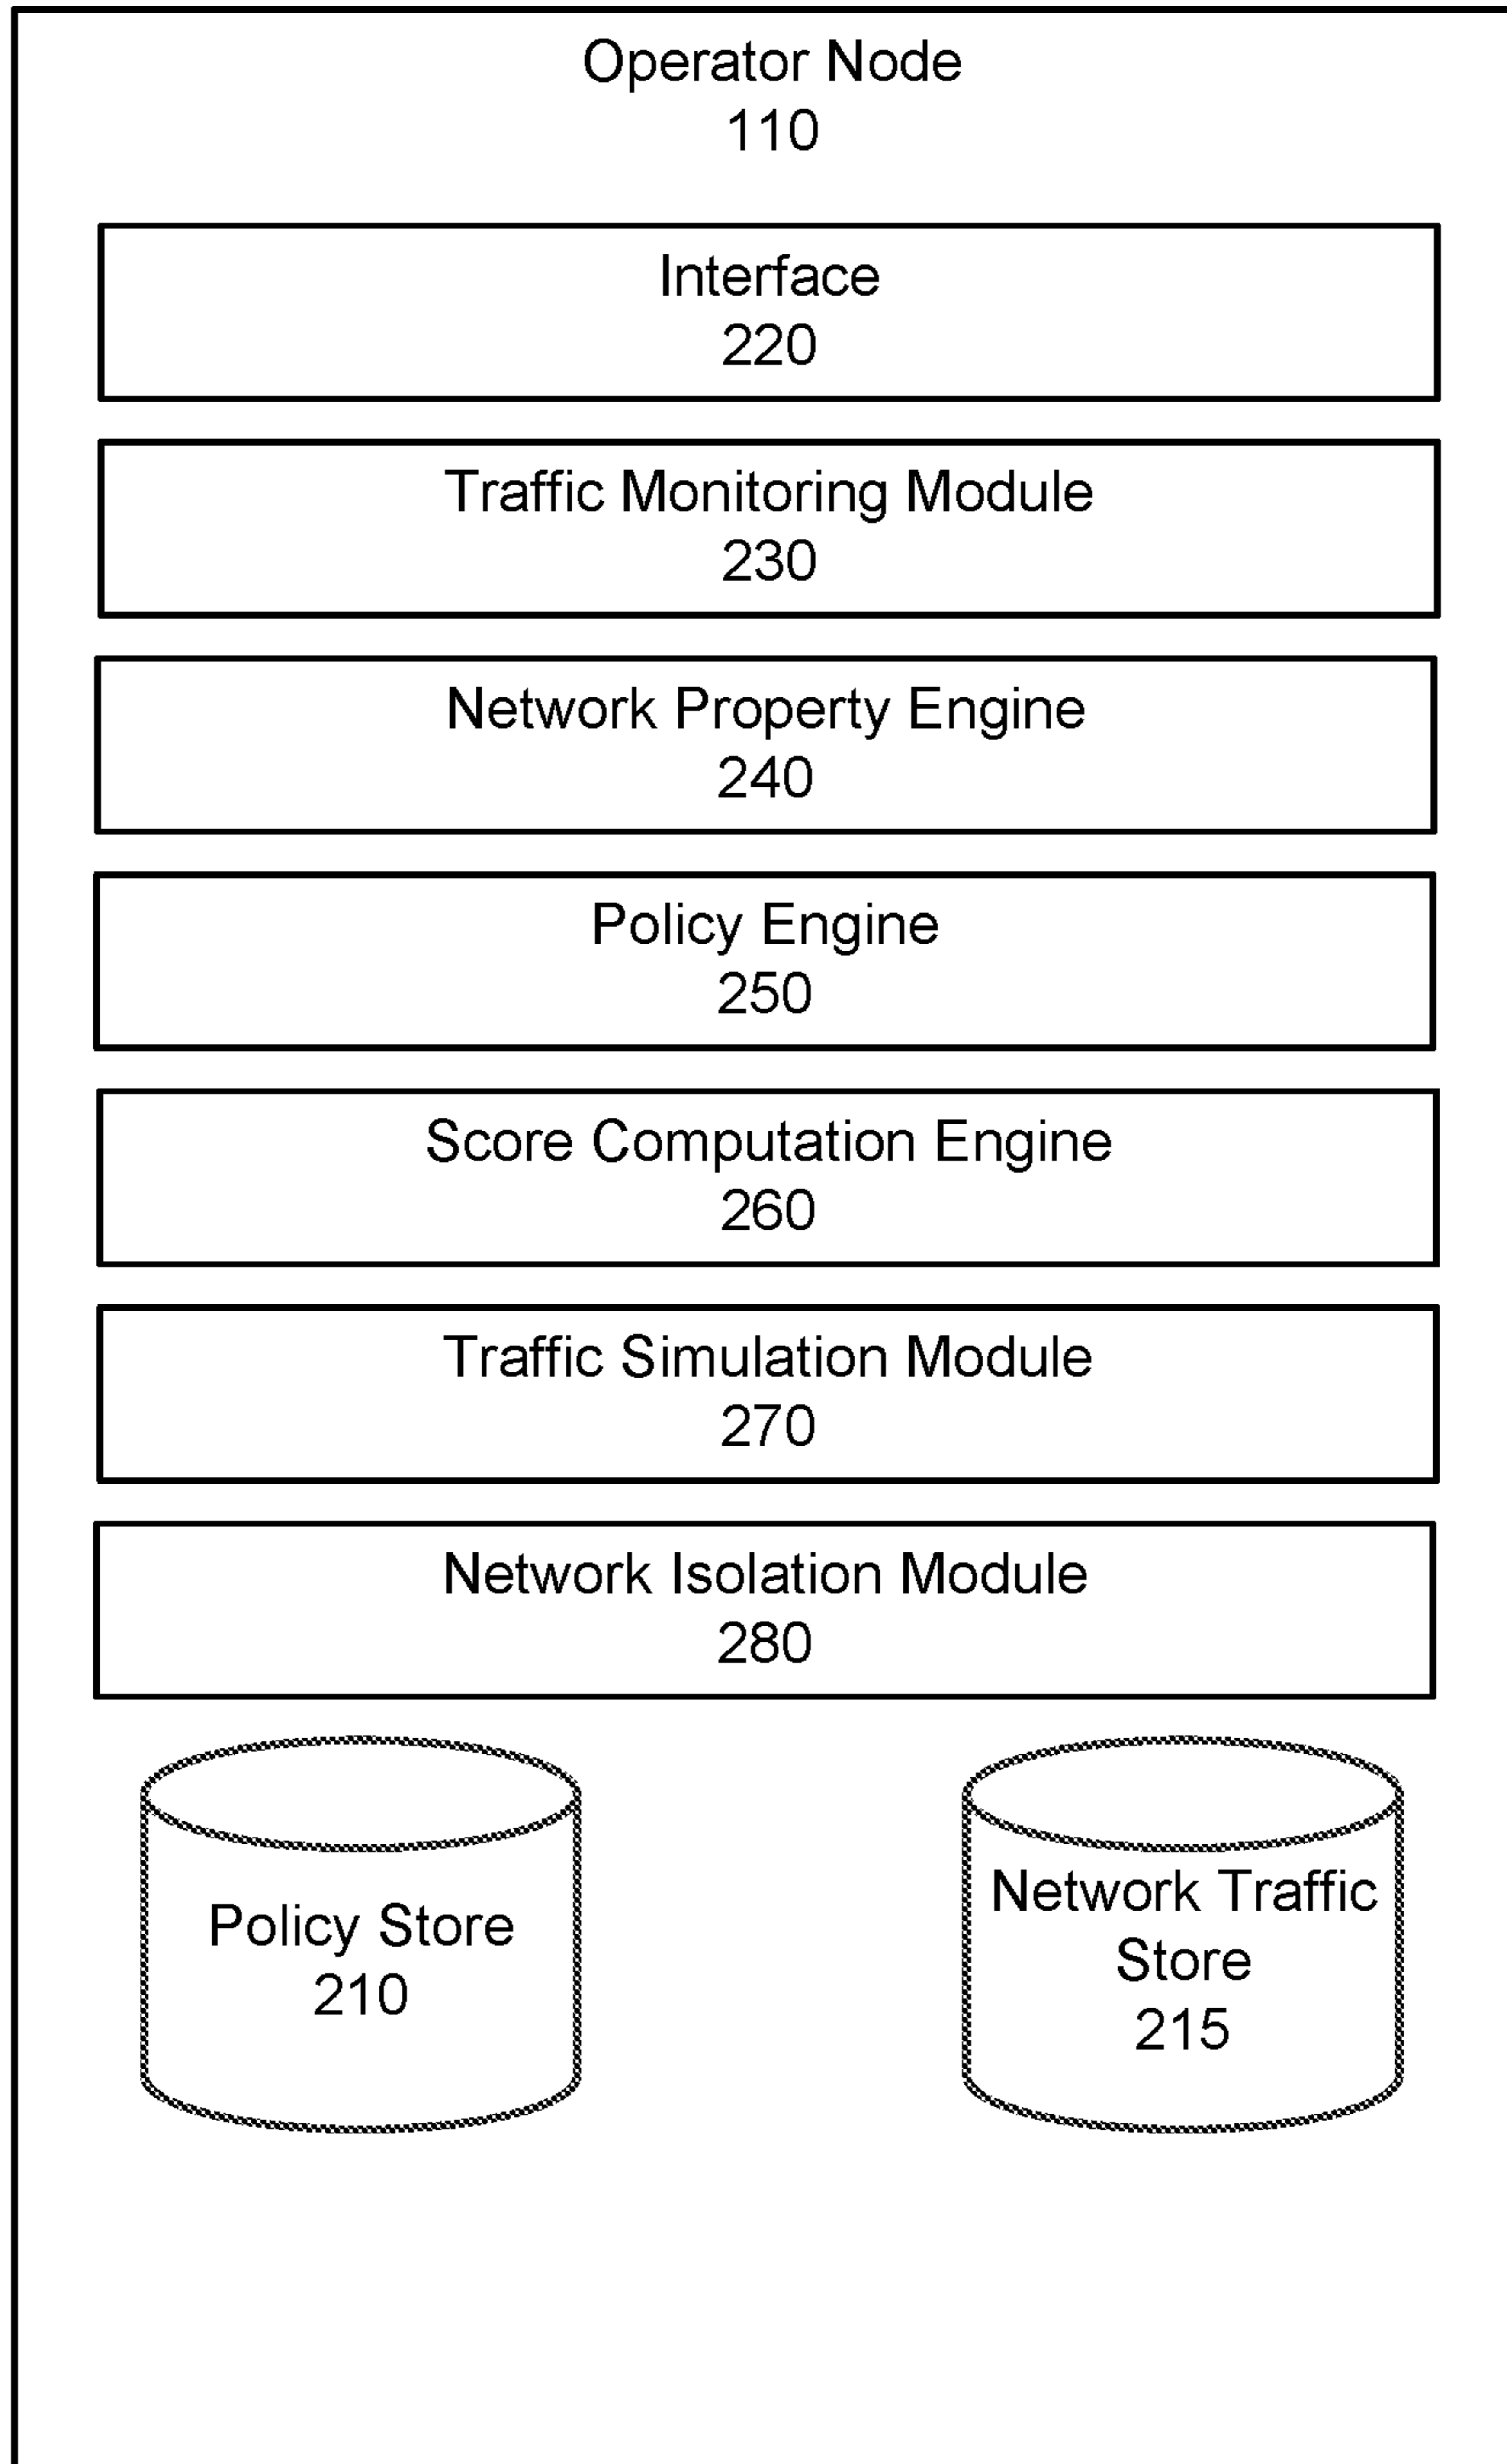 Operator Node
110
Interface
220
Traffic Monitoring Module
230
Network Property Engine
240
Policy Engine
250
Score Computation Engine
260
Traffic Simulation Module
270
Network Isolation Module
280
Policy Store
210
Network Traffic
Store
215